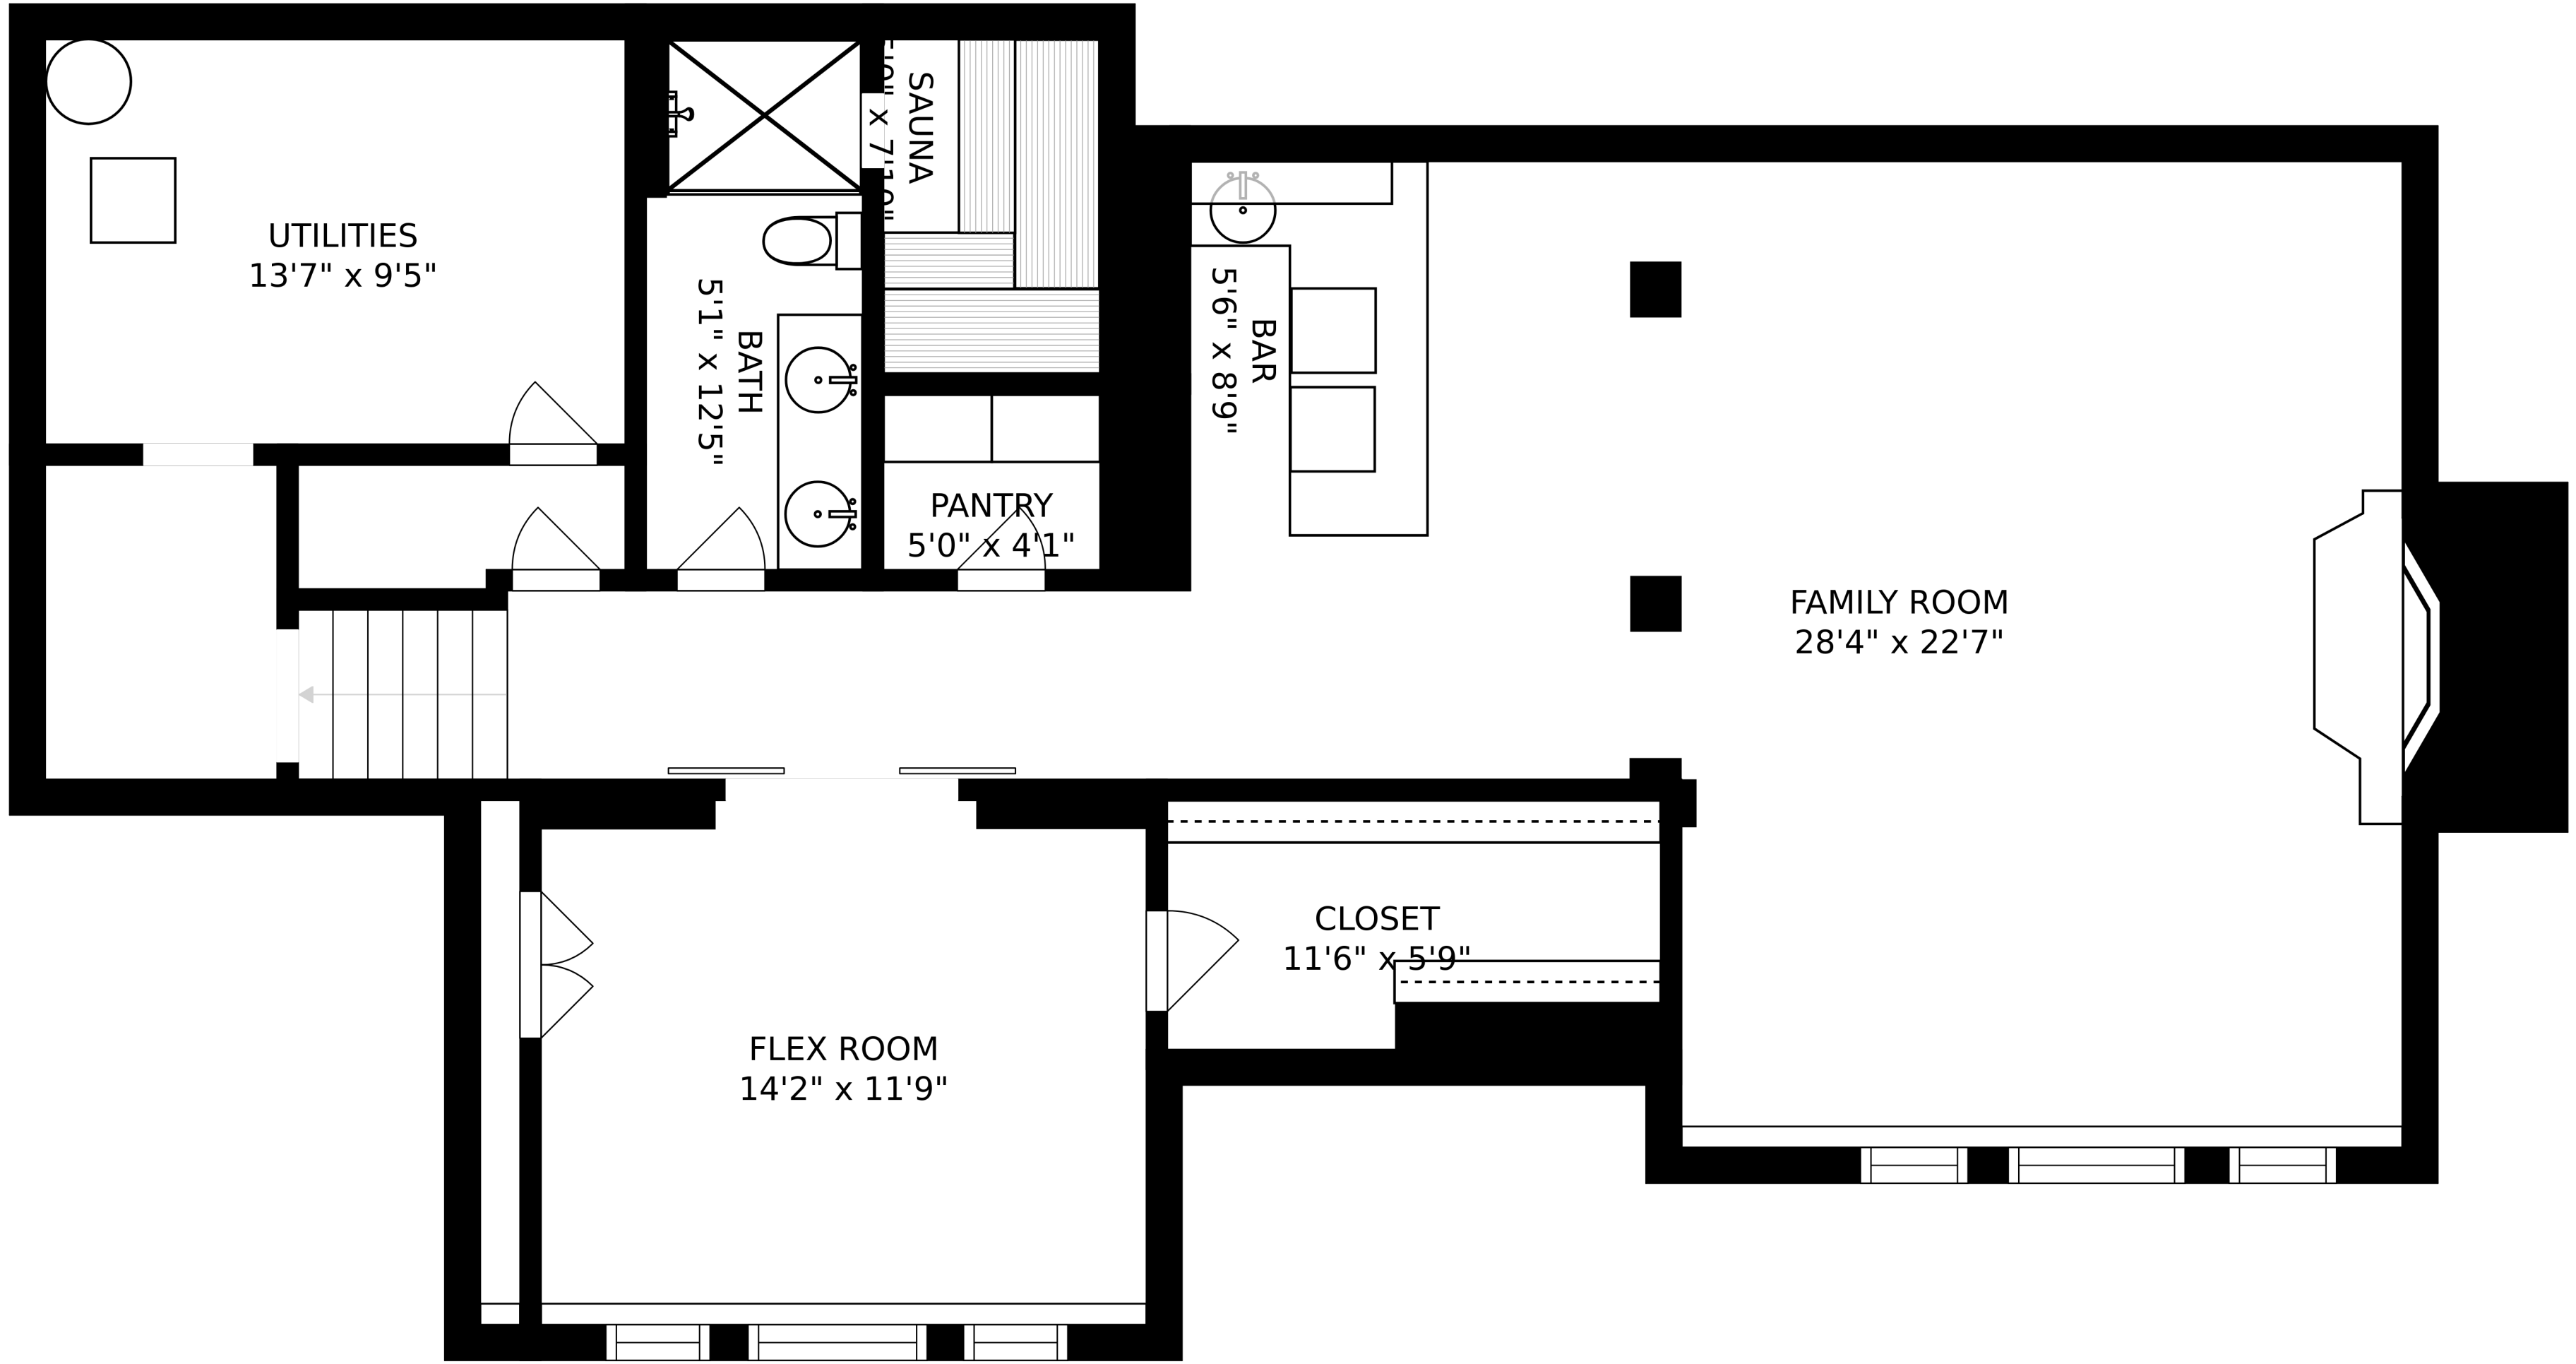 UTILITIES
13'7" x 9'5"
BATH
5'1" x 12'5"
SAUNA
x 7'10"
PANTRY
5'0" x 4'1"
BAR
5'6" x 8'9"
FAMILY ROOM
28'4" x 22'7"
CLOSET
11'6" x 5'9"
FLEX ROOM
14'2" x 11'9"